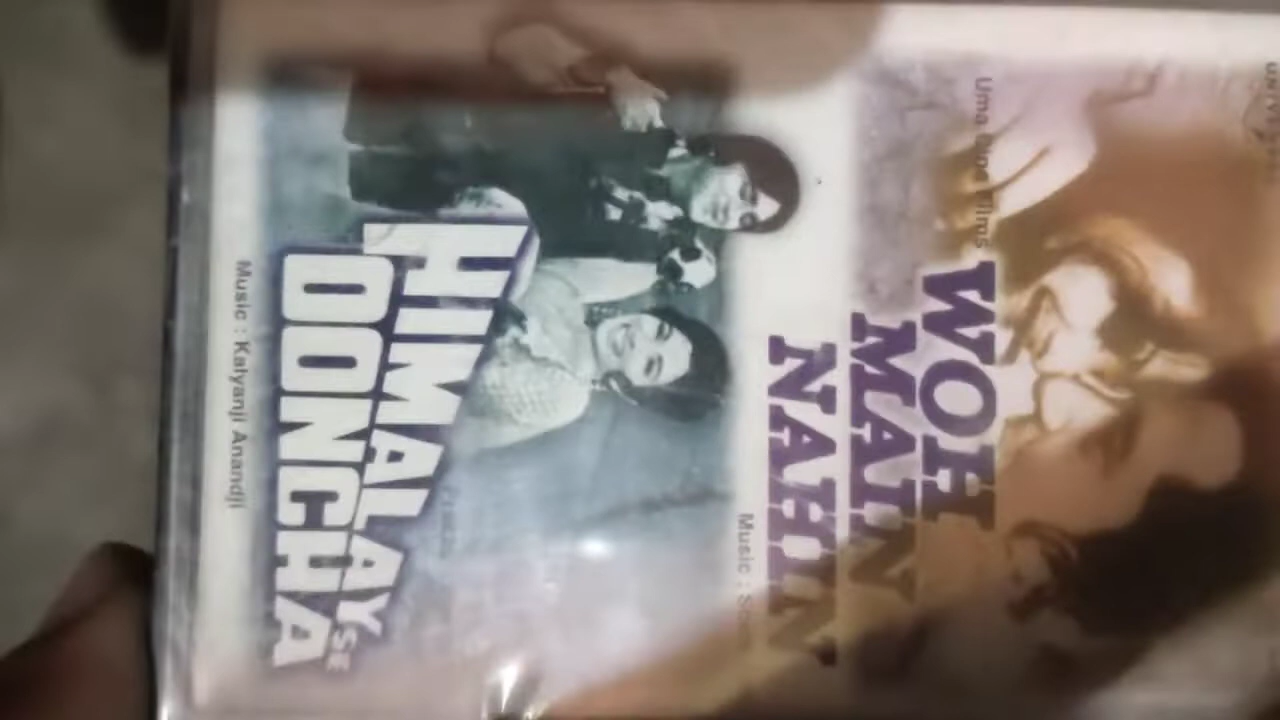 Uma
Films
WOH
MAIN
NAHIN
Music :
HIMALAY SE
OONCHA
Music : Kalyanji Anandji